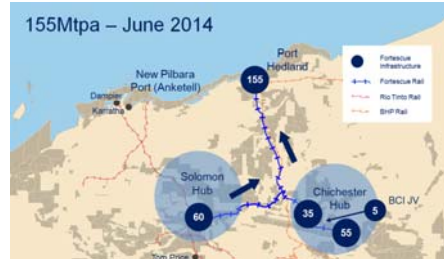 155Mtpa – June 2014
Port
Hedland
155
New Pilbara
Port (Anketell)
Dampier
Karratha
Fortescue
Infrastructure
Fortescue Rail
Rio Tinto Rail
BHP Rail
Solomon
Hub
60
Chichester
Hub
35
55
BCI JV
5
Tom Price